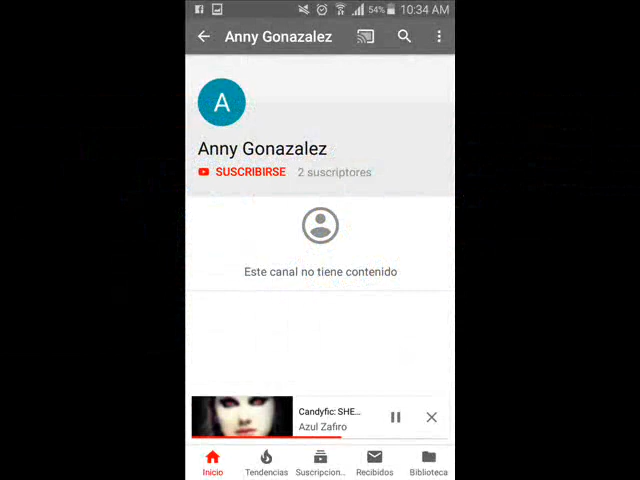 54% 10:34 AM
Anny Gonazalez
A
Anny Gonazalez
SUSCRIBIRSE 2 suscriptores
Este canal no tiene contenido
Candyfic: SHE...
Azul Zafiro
Inicio Tendencias Suscripcion... Recibidos Biblioteca